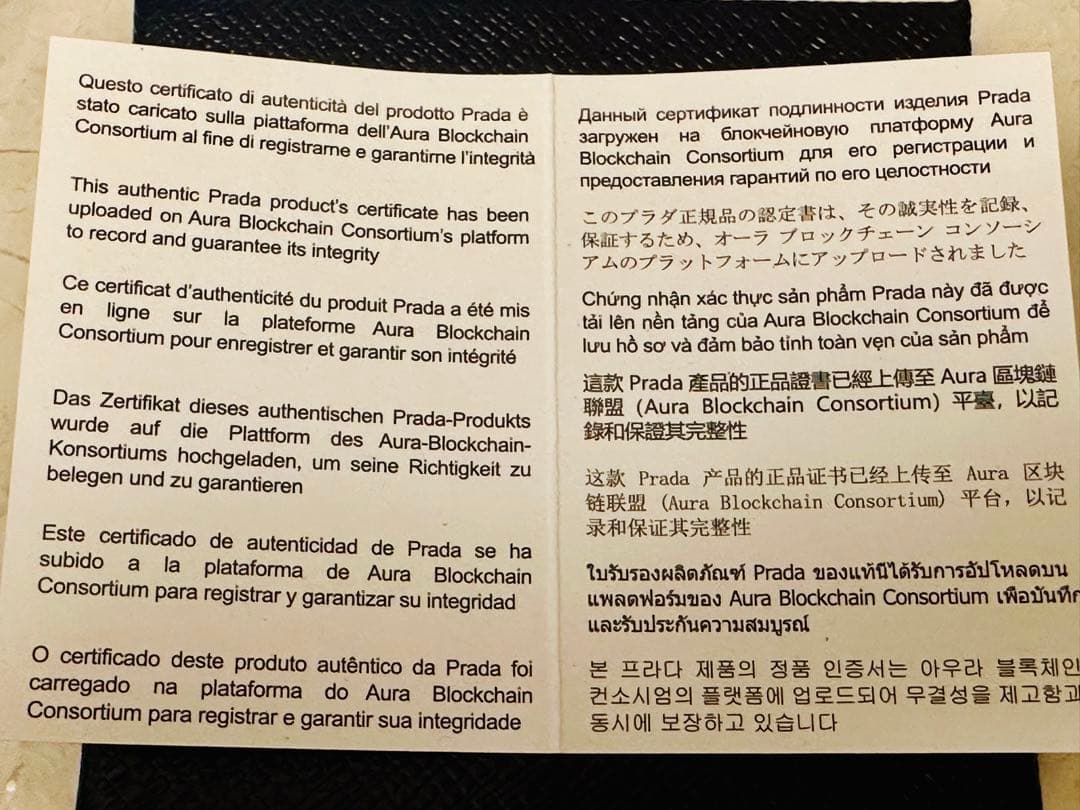 Questo certificato di autenticità del prodotto Prada è
stato caricato sulla piattaforma dell'Aura Blockchain
Consortium al fine di registrarne e garantirne l'integrità
This authentic Prada product's certificate has been
uploaded on Aura Blockchain Consortium's platform
to record and guarantee its integrity
Ce certificat d'authenticité du produit Prada a été mis
en ligne sur la plateforme Aura Blockchain
Consortium pour enregistrer et garantir son intégrité
Das Zertifikat dieses authentischen Prada-Produkts
wurde auf die Plattform des Aura-Blockchain-
Konsortiums hochgeladen, um seine Richtigkeit zu
belegen und zu garantieren
Este certificado de autenticidad de Prada se ha
subido a la plataforma de Aura Blockchain
Consortium para registrar y garantizar su integridad
O certificado deste produto autêntico da Prada foi
carregado na plataforma do Aura Blockchain
Consortium para registrar e garantir sua integridade
Данный сертификат подлинности изделия Prada
загружен на блокчейновую платформу Aura
Blockchain Consortium для его регистрации и
предоставления гарантий по его целостности
このプラダ正規品の認定書は、その誠実性を記録、
保証するため、オーラ ブロックチェーン コンソーシ
アムのプラットフォームにアップロードされました
Chứng nhận xác thực sản phẩm Prada này đã được
tải lên nền tảng của Aura Blockchain Consortium để
lưu hồ sơ và đảm bảo tính toàn vẹn của sản phẩm
這款 Prada 產品的正品證書已經上傳至 Aura 區塊鏈
聯盟（Aura Blockchain Consortium）平臺，以記
錄和保證其完整性
这款 Prada 产品的正品证书已经上传至 Aura 区块
链联盟 (Aura Blockchain Consortium) 平台，以记
录和保证其完整性
ใบรับรองผลิตภัณฑ์ Prada ของแท้นี้ได้รับการอัปโหลดบน
แพลตฟอร์มของ Aura Blockchain Consortium เพื่อบันทึก
และรับประกันความสมบูรณ์
본 프라다 제품의 정품 인증서는 아우라 블록체인
컨소시엄의 플랫폼에 업로드되어 무결성을 제고함과
동시에 보장하고 있습니다